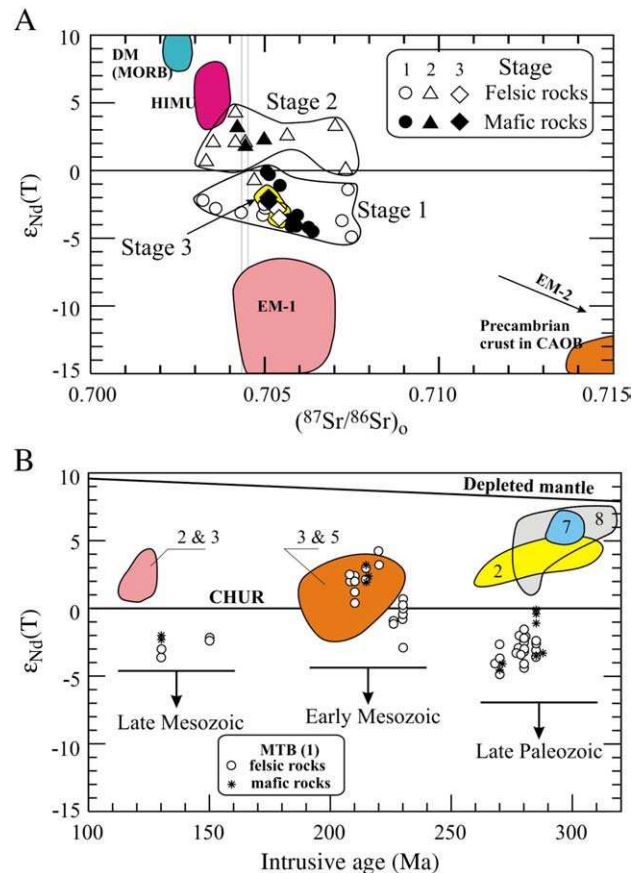 A
10
5
0
-5
-10
-15
εNd(T)
DM
(MORB)
HIMU
Stage 2
1 2 3 Stage
Felsic rocks
Mafic rocks
Stage 1
Stage 3
EM-1
EM-2
Precambrian
crust in CAOB
0.700 0.705 0.710 0.715
(⁸⁷Sr/⁸⁶Sr)o
B
10
5
0
-5
-10
-15
εNd(T)
Depleted mantle
2 & 3
3 & 5
7
8
2
CHUR
Late Mesozoic
Early Mesozoic
Late Paleozoic
MTB (1)
felsic rocks
mafic rocks
100 150 200 250 300
Intrusive age (Ma)